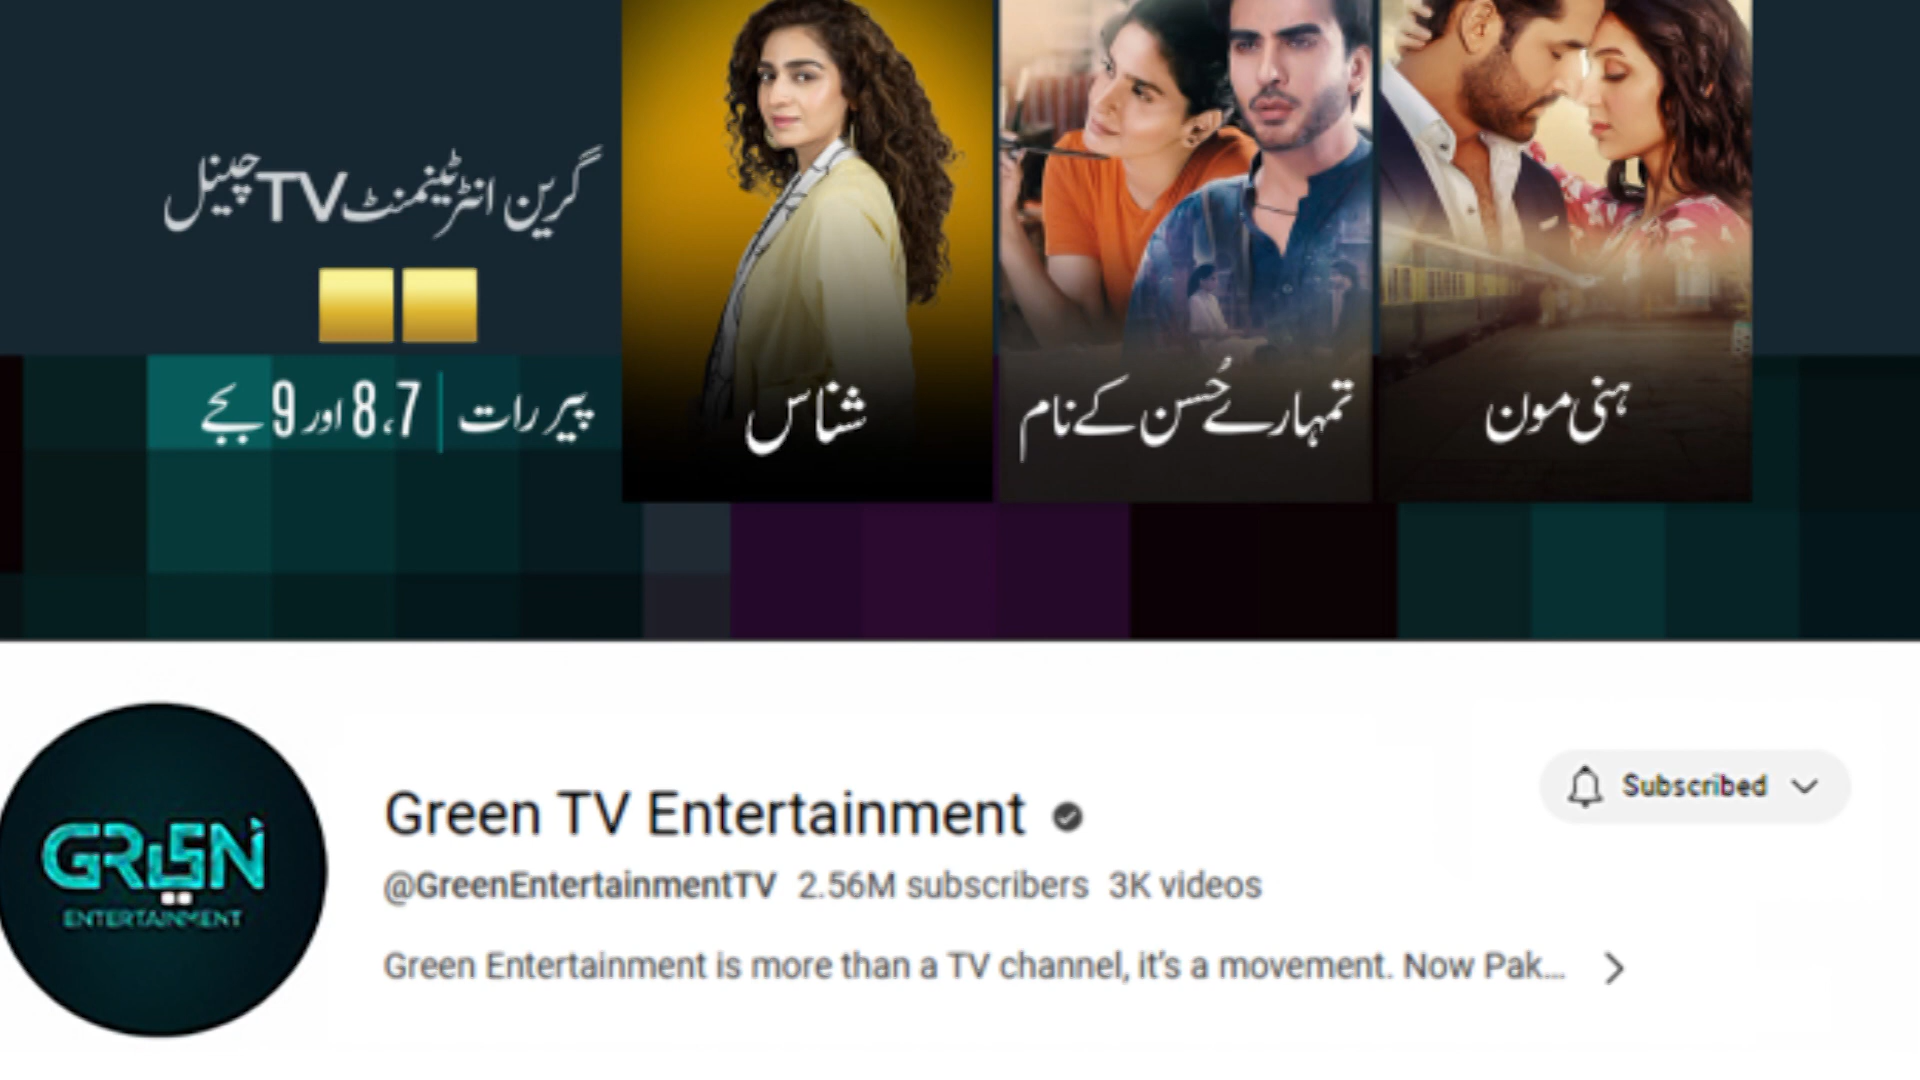 گرین انٹرٹینمنٹ TV چینل
پیر رات | 7، 8 اور 9 بجے
شناس
تمہارے حُسن کے نام
ہنی مون
GREEN
ENTERTAINMENT
Green TV Entertainment
@GreenEntertainmentTV 2.56M subscribers 3K videos
Green Entertainment is more than a TV channel, it's a movement. Now Pak...
Subscribed